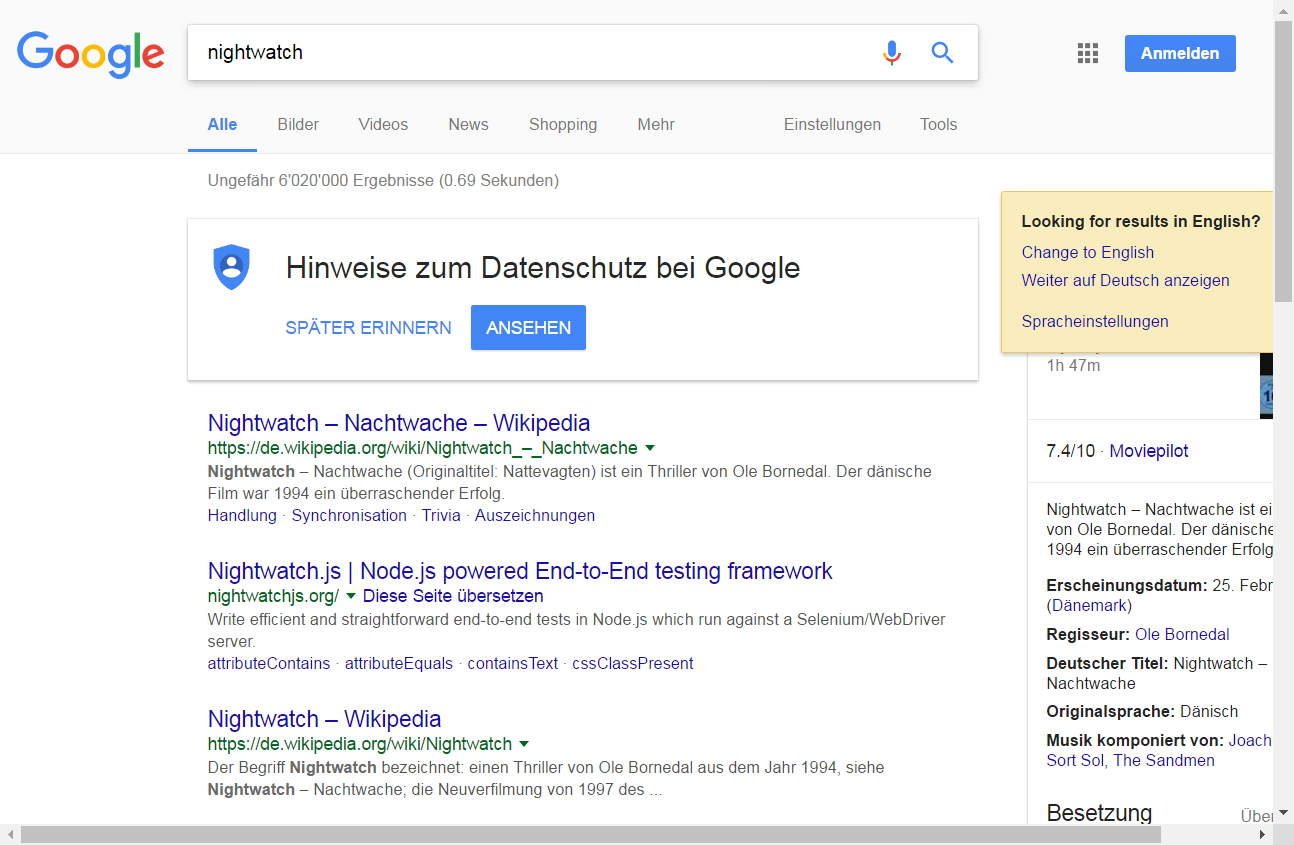 Google
nightwatch
Anmelden
Alle Bilder Videos News Shopping Mehr Einstellungen Tools
Ungefähr 6'020'000 Ergebnisse (0.69 Sekunden)
Hinweise zum Datenschutz bei Google
SPÄTER ERINNERN ANSEHEN
Nightwatch – Nachtwache – Wikipedia
https://de.wikipedia.org/wiki/Nightwatch_–_Nachtwache
Nightwatch – Nachtwache (Originaltitel: Nattevagten) ist ein Thriller von Ole Bornedal. Der dänische
Film war 1994 ein überraschender Erfolg.
Handlung · Synchronisation · Trivia · Auszeichnungen
Nightwatch.js | Node.js powered End-to-End testing framework
nightwatchjs.org/ Diese Seite übersetzen
Write efficient and straightforward end-to-end tests in Node.js which run against a Selenium/WebDriver
server.
attributeContains · attributeEquals · containsText · cssClassPresent
Nightwatch – Wikipedia
https://de.wikipedia.org/wiki/Nightwatch
Der Begriff Nightwatch bezeichnet: einen Thriller von Ole Bornedal aus dem Jahr 1994, siehe
Nightwatch – Nachtwache; die Neuverfilmung von 1997 des ...
Looking for results in English?
Change to English
Weiter auf Deutsch anzeigen
Spracheinstellungen
1h 47m
7.4/10 · Moviepilot
Nightwatch – Nachtwache ist ei
von Ole Bornedal. Der dänische
1994 ein überraschender Erfolg
Erscheinungsdatum: 25. Febr
(Dänemark)
Regisseur: Ole Bornedal
Deutscher Titel: Nightwatch –
Nachtwache
Originalsprache: Dänisch
Musik komponiert von: Joach
Sort Sol, The Sandmen
Besetzung Über